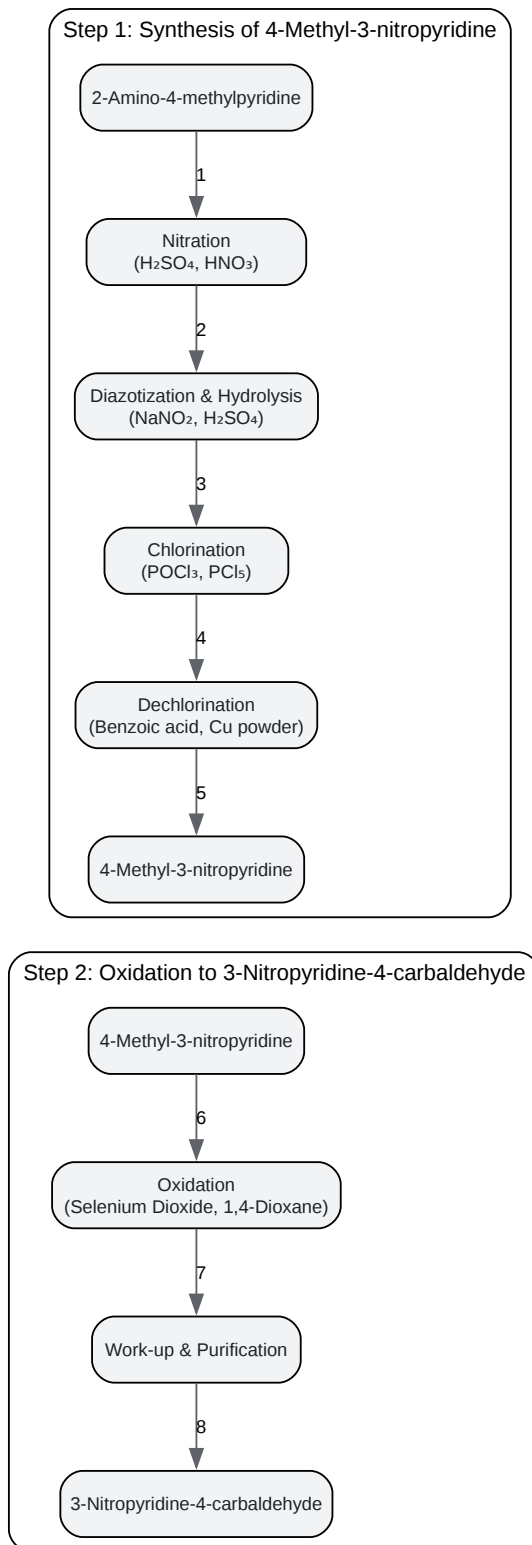 Step 1: Synthesis of 4-Methyl-3-nitropyridine
2-Amino-4-methylpyridine
1
Nitration
(H₂SO₄, HNO₃)
2
Diazotization & Hydrolysis
(NaNO₂, H₂SO₄)
3
Chlorination
(POCl₃, PCl₅)
4
Dechlorination
(Benzoic acid, Cu powder)
5
4-Methyl-3-nitropyridine
Step 2: Oxidation to 3-Nitropyridine-4-carbaldehyde
4-Methyl-3-nitropyridine
6
Oxidation
(Selenium Dioxide, 1,4-Dioxane)
7
Work-up & Purification
8
3-Nitropyridine-4-carbaldehyde